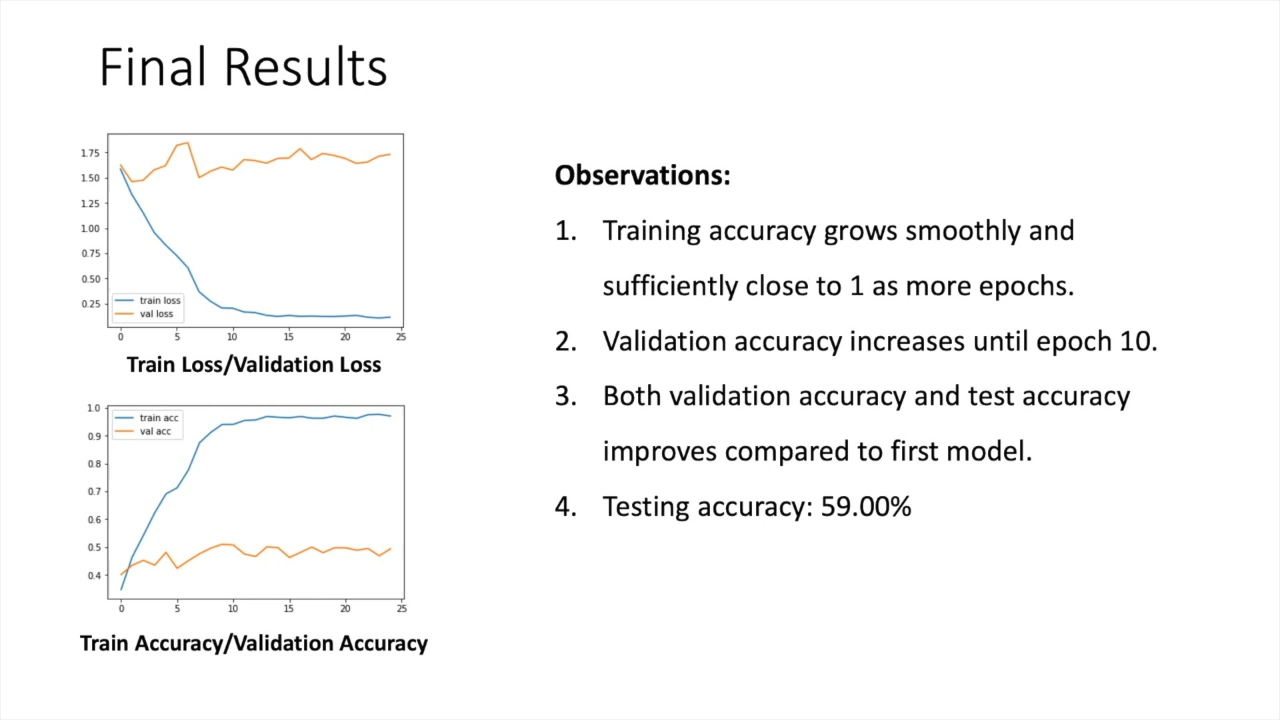 Final Results
1.75
1.50
1.25
1.00
0.75
0.50
0.25
train loss
val loss
0 5 10 15 20 25
Train Loss/Validation Loss
1.0
0.9
0.8
0.7
0.6
0.5
0.4
train acc
val acc
0 5 10 15 20 25
Train Accuracy/Validation Accuracy
Observations:
1. Training accuracy grows smoothly and
sufficiently close to 1 as more epochs.
2. Validation accuracy increases until epoch 10.
3. Both validation accuracy and test accuracy
improves compared to first model.
4. Testing accuracy: 59.00%